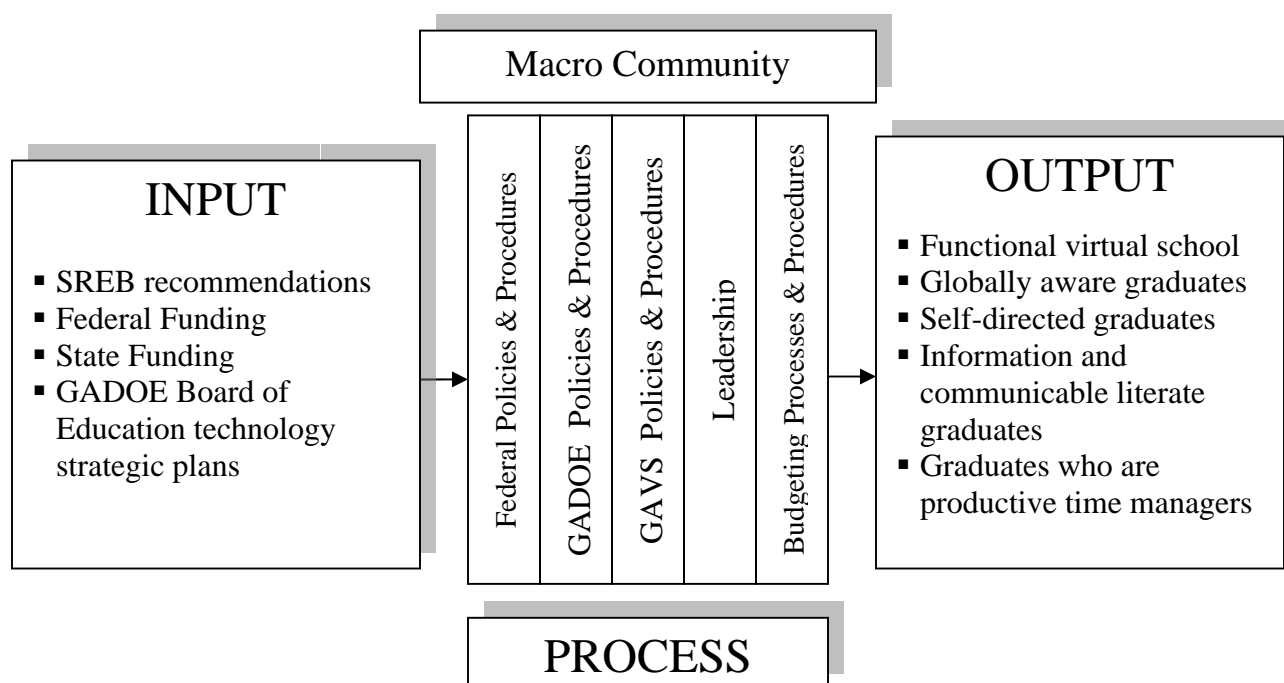 Macro Community
INPUT
▪ SREB recommendations
▪ Federal Funding
▪ State Funding
▪ GADOE Board of
Education technology
strategic plans
Federal Policies & Procedures
GADOE Policies & Procedures
GAVS Policies & Procedures
Leadership
Budgeting Processes & Procedures
OUTPUT
▪ Functional virtual school
▪ Globally aware graduates
▪ Self-directed graduates
▪ Information and
communicable literate
graduates
▪ Graduates who are
productive time managers
PROCESS